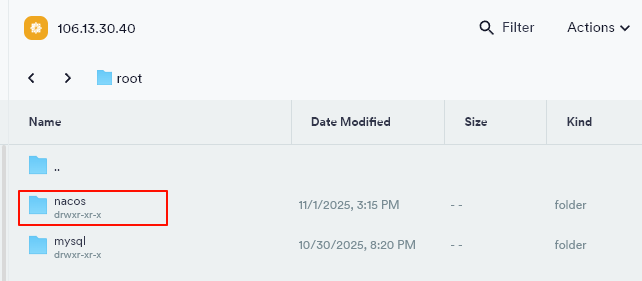 106.13.30.40
Filter
Actions
root
Name Date Modified Size Kind
..
nacos 11/1/2025, 3:15 PM - - folder
drwxr-xr-x
mysql 10/30/2025, 8:20 PM - - folder
drwxr-xr-x